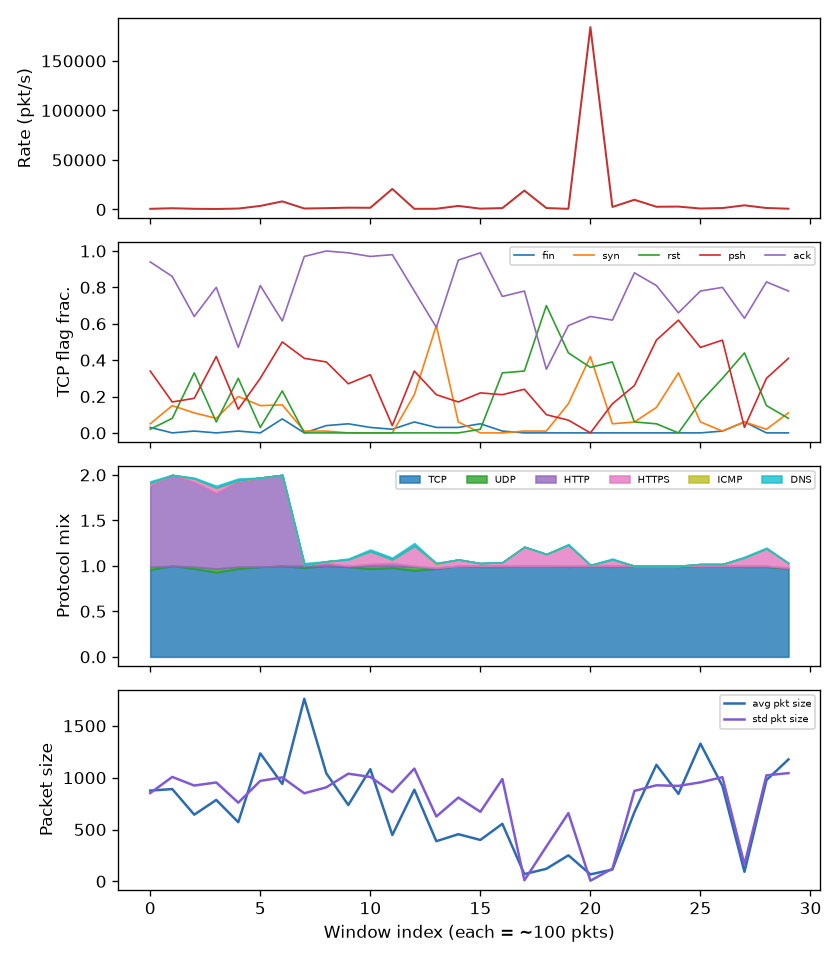 Rate (pkt/s)
150000
100000
50000
0
TCP flag frac.
1.0
0.8
0.6
0.4
0.2
0.0
fin syn rst psh ack
Protocol mix
2.0
1.5
1.0
0.5
0.0
TCP UDP HTTP HTTPS ICMP DNS
Packet size
1500
1000
500
0
avg pkt size
std pkt size
0 5 10 15 20 25 30
Window index (each = ~100 pkts)